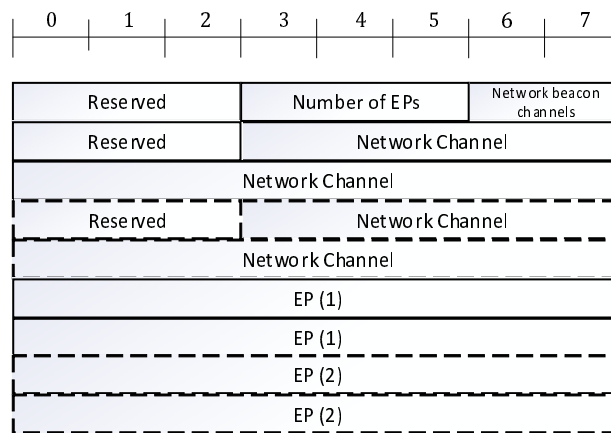 0 1 2 3 4 5 6 7
Reserved Number of EPs Network beacon channels
Reserved Network Channel
Network Channel
Reserved Network Channel
Network Channel
EP (1)
EP (1)
EP (2)
EP (2)